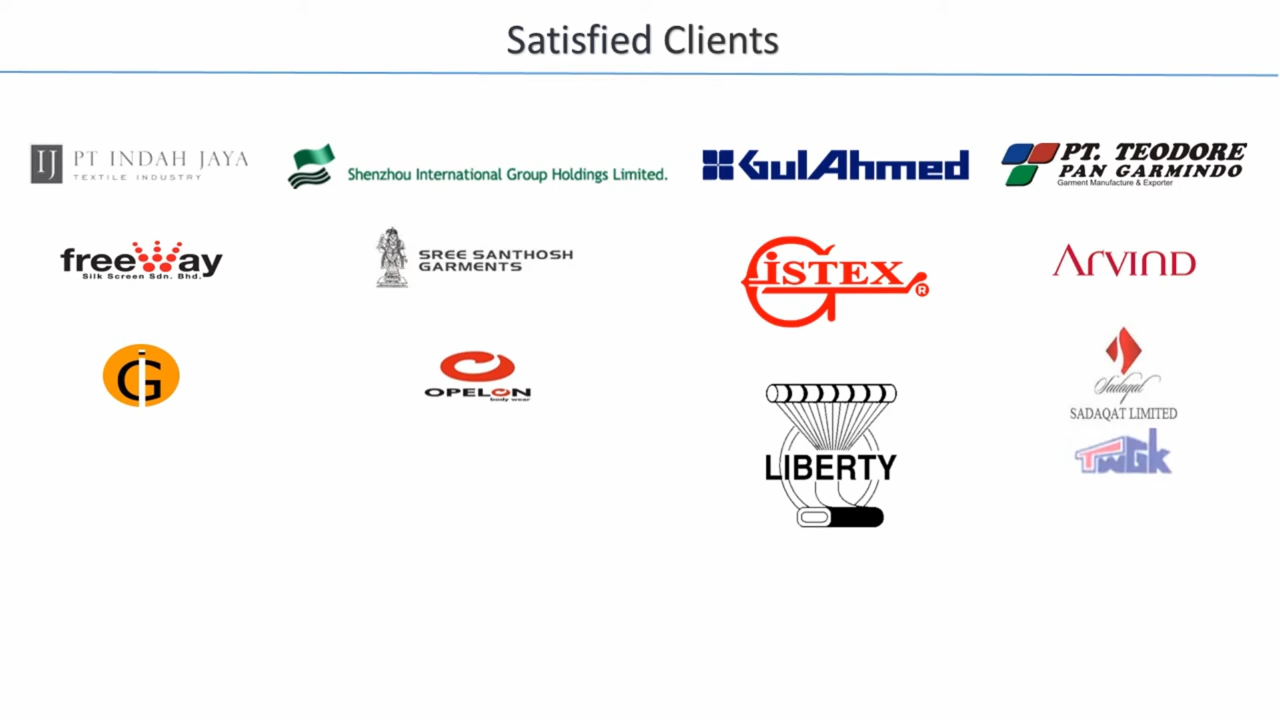 Satisfied Clients
IJ PT INDAH JAYA
TEXTILE INDUSTRY
Shenzhou International Group Holdings Limited.
GulAhmed
PT. TEODORE
PAN GARMINDO
Garment Manufacture & Exporter
freeway
Silk Screen Sdn. Bhd.
SREE SANTHOSH
GARMENTS
GISTEX ®
ARVIND
iG
OPELON
body wear
LIBERTY
Sadaqat
SADAQAT LIMITED
TWGK